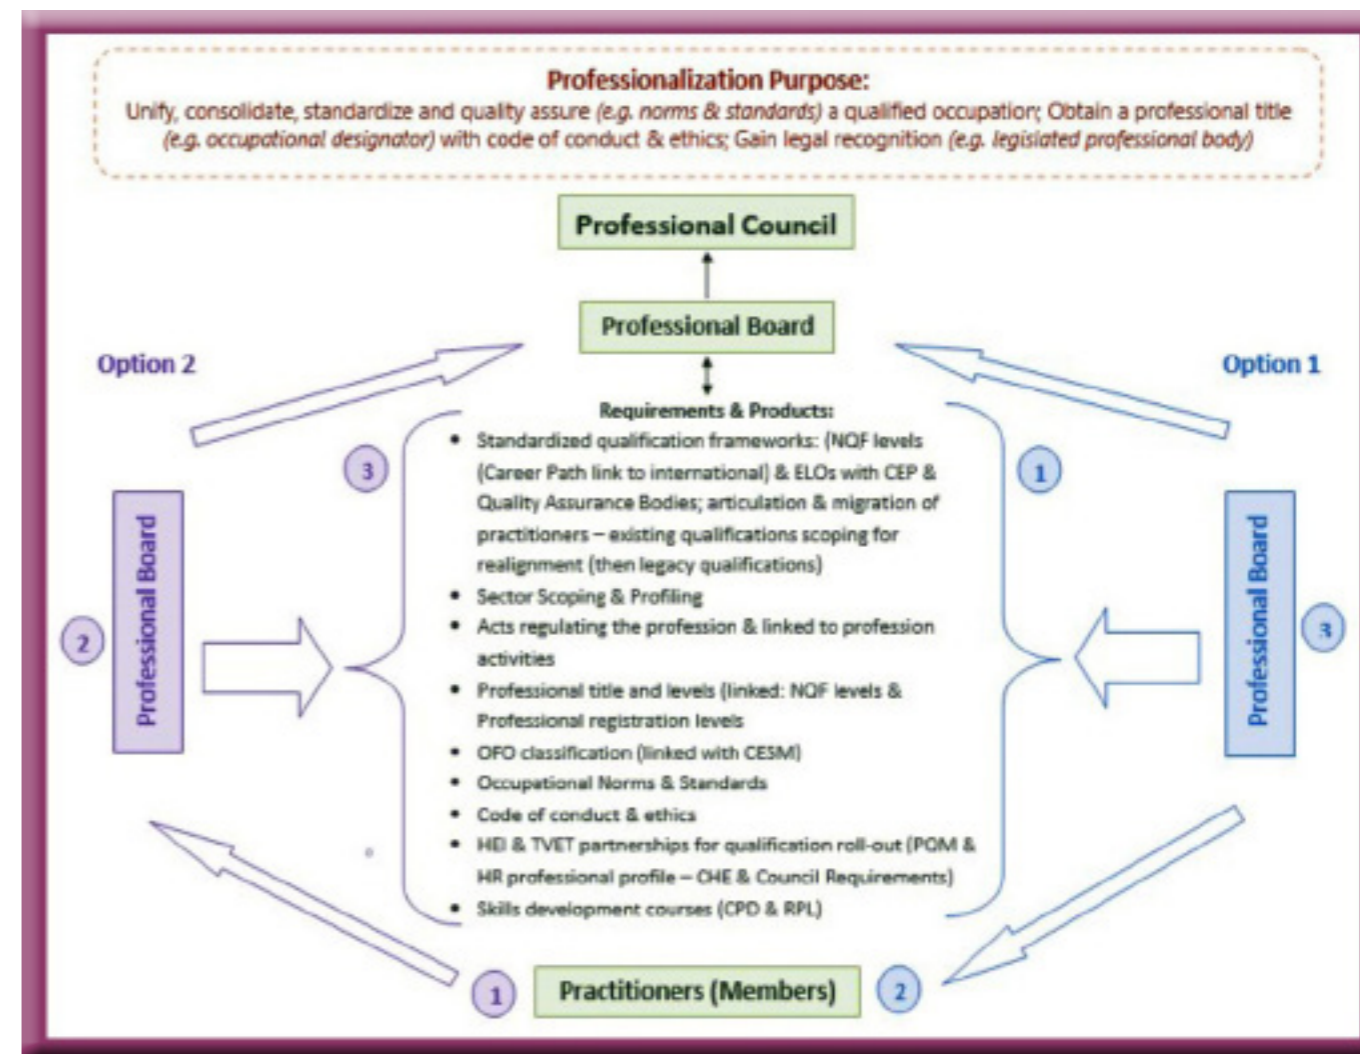 Professionalization Purpose:
Unify, consolidate, standardize and quality assure (e.g. norms & standards) a qualified occupation; Obtain a professional title
(e.g. occupational designator) with code of conduct & ethics; Gain legal recognition (e.g. legislated professional body)
Professional Council
Professional Board
Option 2
Option 1
Requirements & Products:
• Standardized qualification frameworks: (NQF levels
(Career Path link to international) & ELOs with CEP &
Quality Assurance Bodies; articulation & migration of
practitioners – existing qualifications scoping for
realignment (then legacy qualifications)
• Sector Scoping & Profiling
• Acts regulating the profession & linked to profession
activities
• Professional title and levels (linked: NQF levels &
Professional registration levels
• OFO classification (linked with CESM)
• Occupational Norms & Standards
• Code of conduct & ethics
• HEI & TVET partnerships for qualification roll-out (POM &
HR professional profile – CHE & Council Requirements)
• Skills development courses (CPD & RPL)
3
1
Professional Board
2
Professional Board
3
1
Practitioners (Members)
2